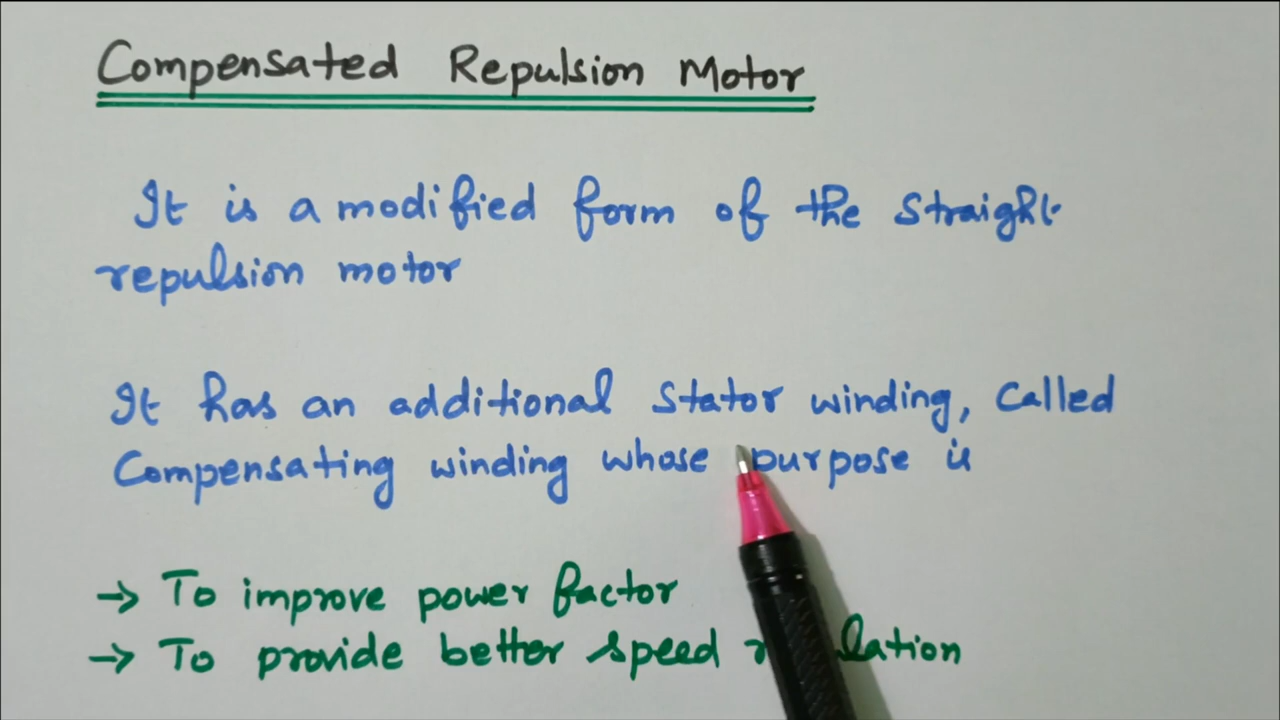 Compensated Repulsion Motor
It is a modified form of the straight
repulsion motor
It has an additional stator winding, called
Compensating winding whose purpose is
→ To improve power factor
→ To provide better speed